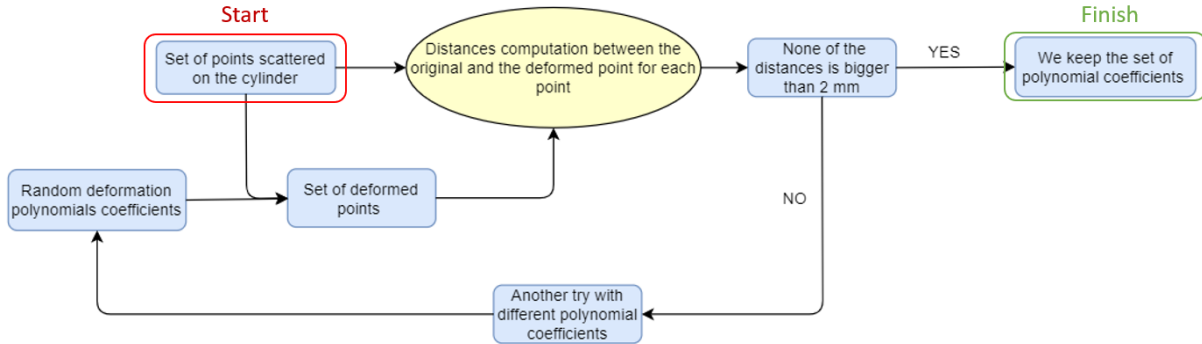 Start
Finish
Set of points scattered
on the cylinder
Distances computation between the
original and the deformed point for each
point
None of the
distances is bigger
than 2 mm
YES
We keep the set of
polynomial coefficients
Random deformation
polynomials coefficients
Set of deformed
points
NO
Another try with
different polynomial
coefficients